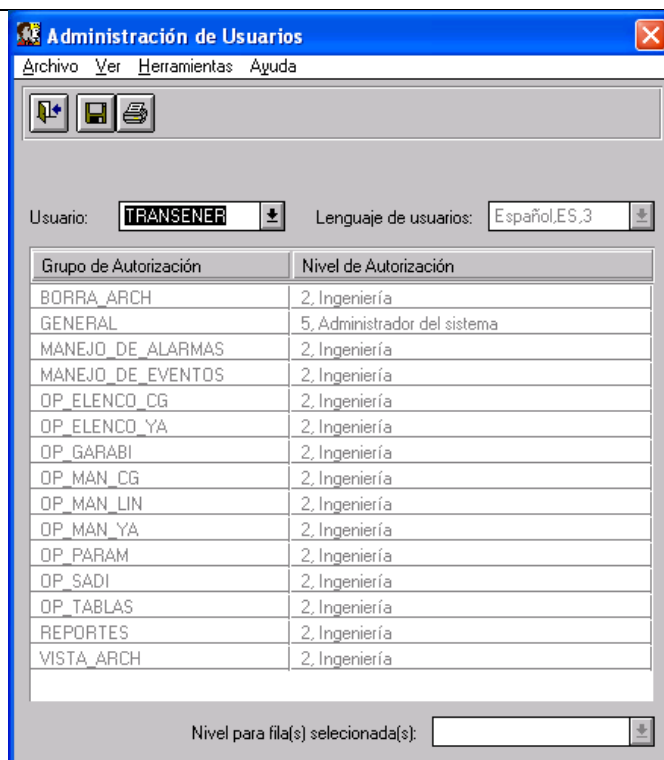 Administración de Usuarios
Archivo Ver Herramientas Ayuda
Usuario: TRANSENER Lenguaje de usuarios: Español,ES,3
Grupo de Autorización Nivel de Autorización
BORRA_ARCH 2, Ingeniería
GENERAL 5, Administrador del sistema
MANEJO_DE_ALARMAS 2, Ingeniería
MANEJO_DE_EVENTOS 2, Ingeniería
OP_ELENCO_CG 2, Ingeniería
OP_ELENCO_YA 2, Ingeniería
OP_GARABI 2, Ingeniería
OP_MAN_CG 2, Ingeniería
OP_MAN_LIN 2, Ingeniería
OP_MAN_YA 2, Ingeniería
OP_PARAM 2, Ingeniería
OP_SADI 2, Ingeniería
OP_TABLAS 2, Ingeniería
REPORTES 2, Ingeniería
VISTA_ARCH 2, Ingeniería
Nivel para fila(s) selecionada(s):